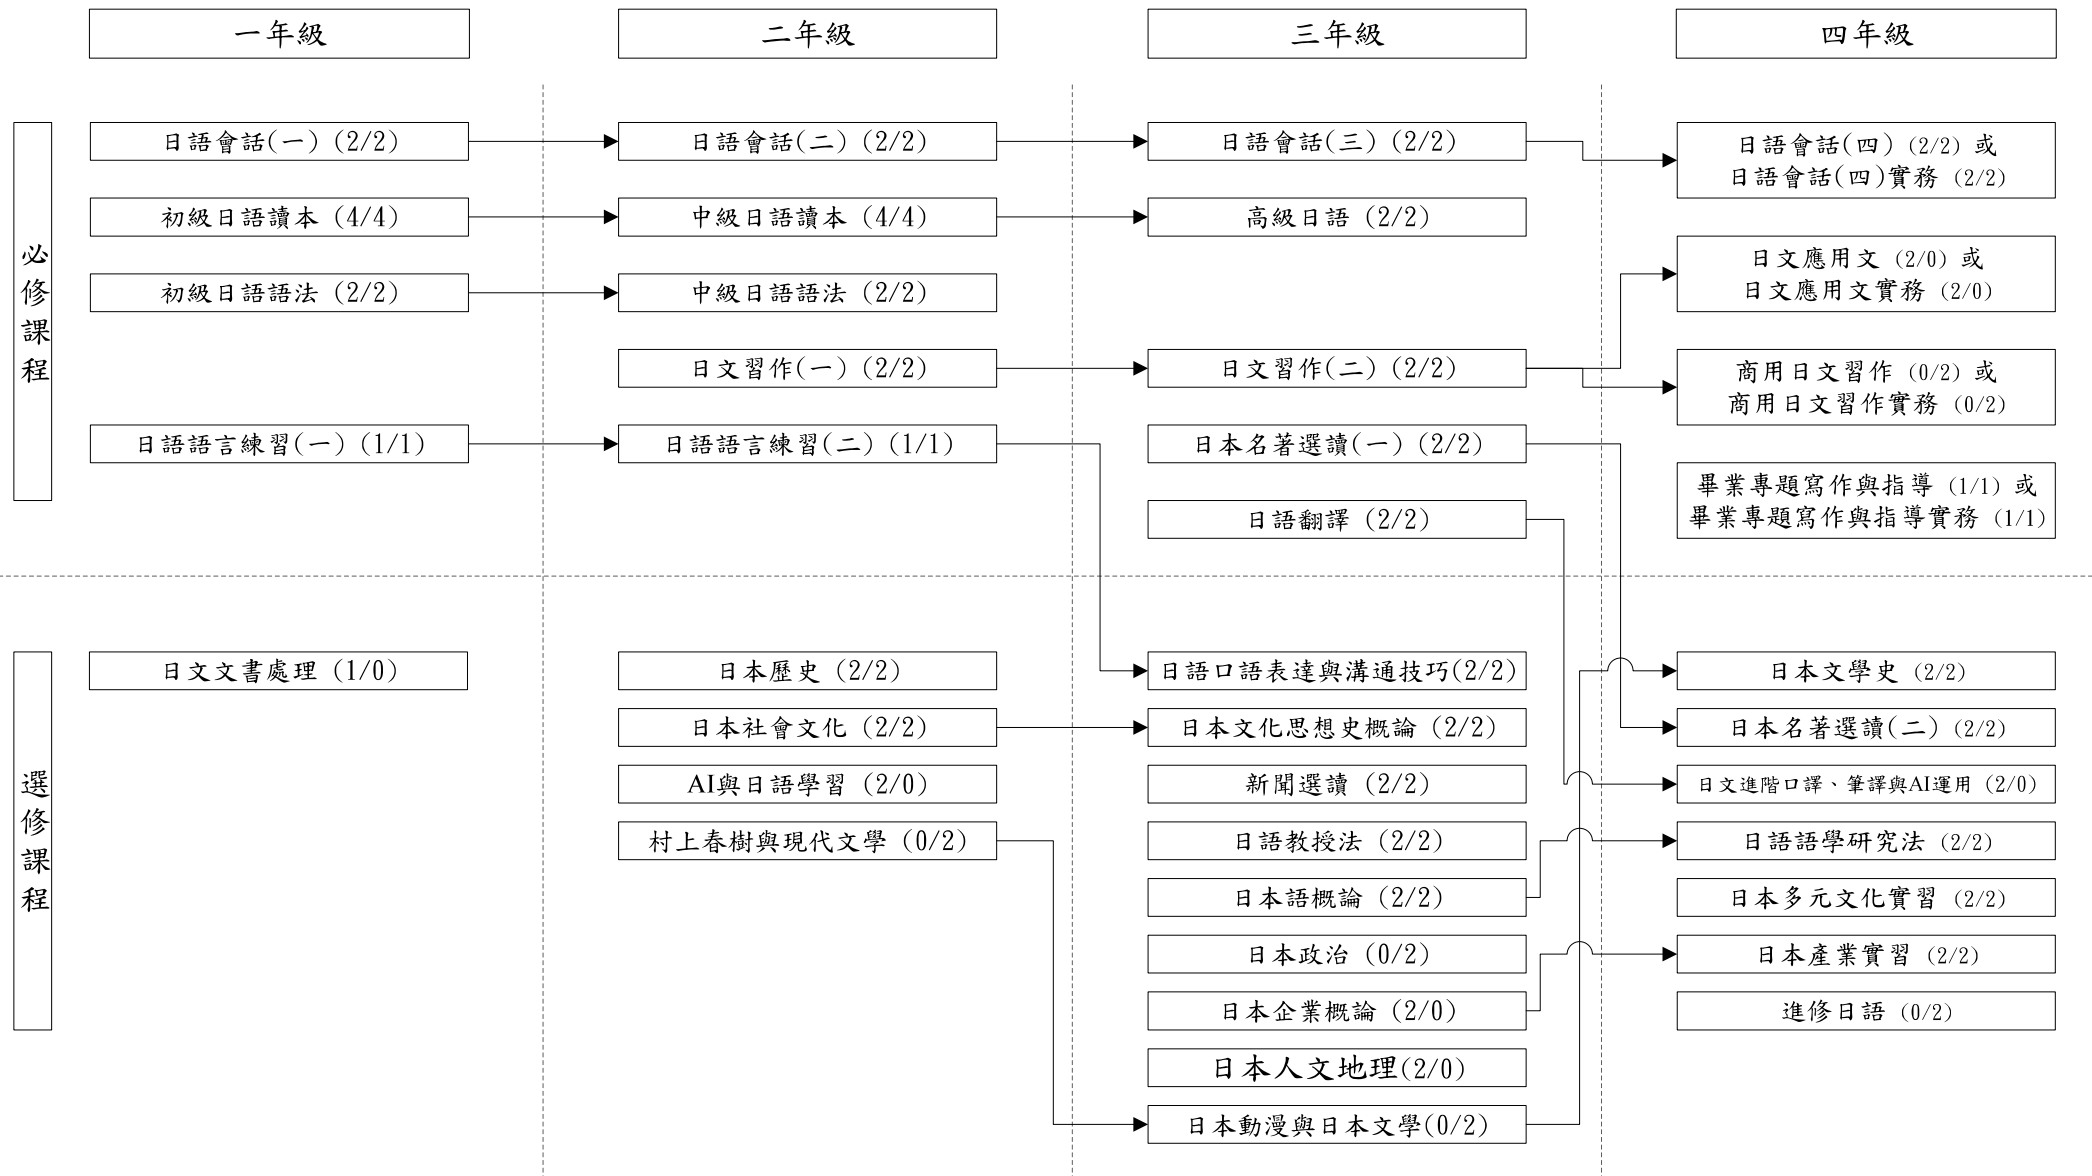 一年級
二年級
三年級
四年級
必修課程
日語會話(一) (2/2)
日語會話(二) (2/2)
日語會話(三) (2/2)
日語會話(四) (2/2) 或
日語會話(四)實務 (2/2)
初級日語讀本 (4/4)
中級日語讀本 (4/4)
高級日語 (2/2)
日文應用文 (2/0) 或
日文應用文實務 (2/0)
初級日語語法 (2/2)
中級日語語法 (2/2)
日文習作(一) (2/2)
日文習作(二) (2/2)
商用日文習作 (0/2) 或
商用日文習作實務 (0/2)
日語語言練習(一) (1/1)
日語語言練習(二) (1/1)
日本名著選讀(一) (2/2)
畢業專題寫作與指導 (1/1) 或
畢業專題寫作與指導實務 (1/1)
日語翻譯 (2/2)
選修課程
日文文書處理 (1/0)
日本歷史 (2/2)
日語口語表達與溝通技巧(2/2)
日本文學史 (2/2)
日本社會文化 (2/2)
日本文化思想史概論 (2/2)
日本名著選讀(二) (2/2)
AI與日語學習 (2/0)
新聞選讀 (2/2)
日文進階口譯、筆譯與AI運用 (2/0)
村上春樹與現代文學 (0/2)
日語教授法 (2/2)
日語語學研究法 (2/2)
日本語概論 (2/2)
日本多元文化實習 (2/2)
日本政治 (0/2)
日本產業實習 (2/2)
日本企業概論 (2/0)
進修日語 (0/2)
日本人文地理(2/0)
日本動漫與日本文學(0/2)